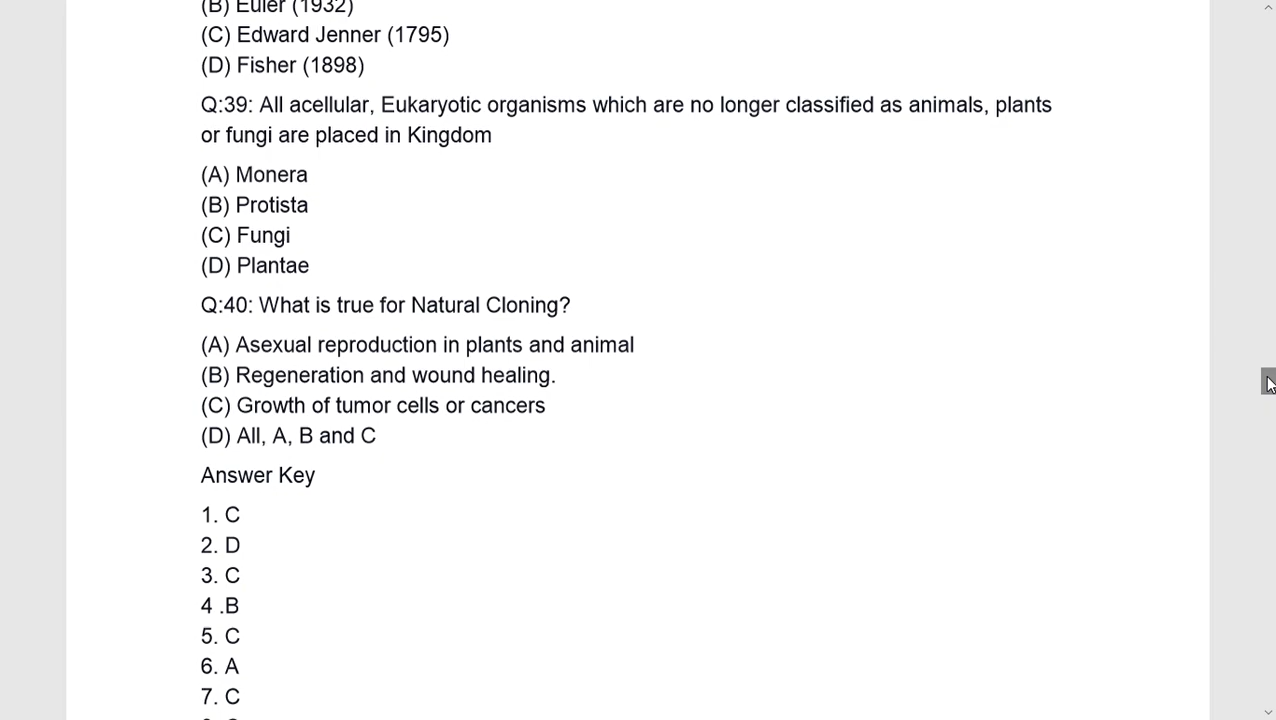 (B) Euler (1932)
(C) Edward Jenner (1795)
(D) Fisher (1898)
Q:39: All acellular, Eukaryotic organisms which are no longer classified as animals, plants
or fungi are placed in Kingdom
(A) Monera
(B) Protista
(C) Fungi
(D) Plantae
Q:40: What is true for Natural Cloning?
(A) Asexual reproduction in plants and animal
(B) Regeneration and wound healing.
(C) Growth of tumor cells or cancers
(D) All, A, B and C
Answer Key
1. C
2. D
3. C
4 .B
5. C
6. A
7. C